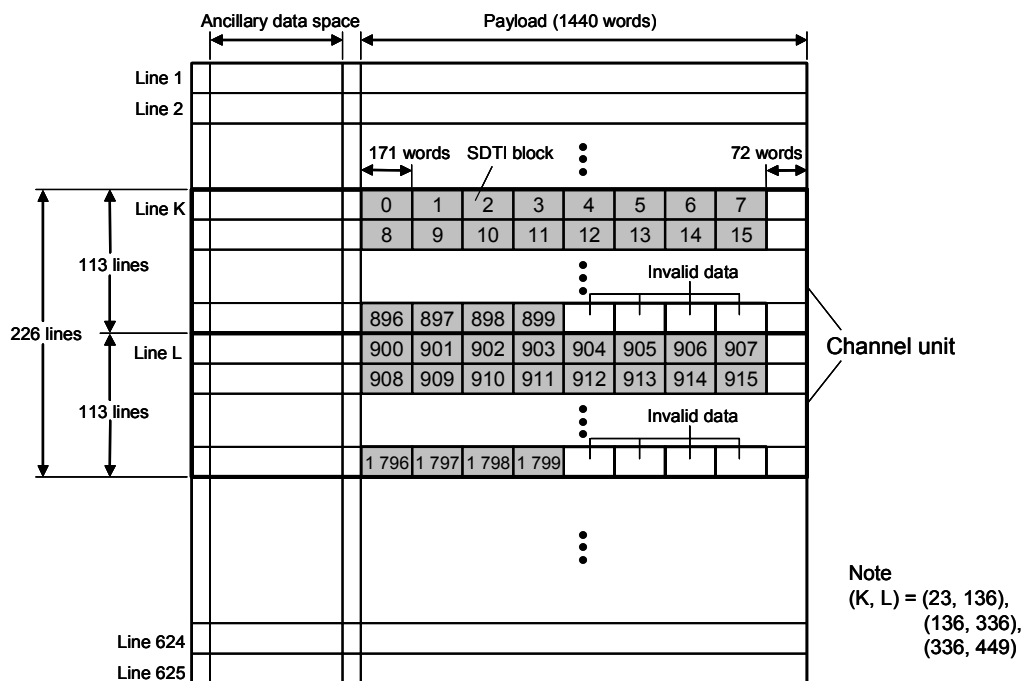 Ancillary data space Payload (1440 words)
Line 1
Line 2
171 words SDTI block 72 words
Line K 0 1 2 3 4 5 6 7
8 9 10 11 12 13 14 15
113 lines Invalid data
896 897 898 899
226 lines
Line L 900 901 902 903 904 905 906 907 Channel unit
908 909 910 911 912 913 914 915
113 lines Invalid data
1 796 1 797 1 798 1 799
Note
(K, L) = (23, 136),
(136, 336),
(336, 449)
Line 624
Line 625